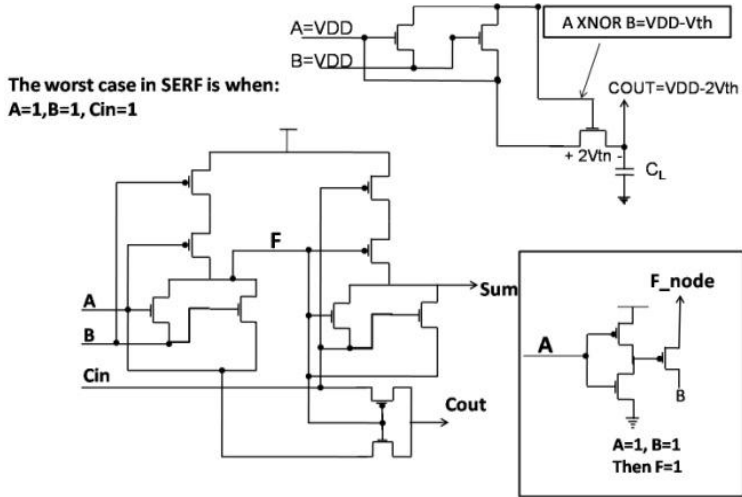 A=VDD
B=VDD
A XNOR B=VDD-Vth
COUT=VDD-2Vth
+ 2Vtn -
CL
The worst case in SERF is when:
A=1,B=1, Cin=1
F
A
B
Cin
Sum
Cout
F_node
A
B
A=1, B=1
Then F=1